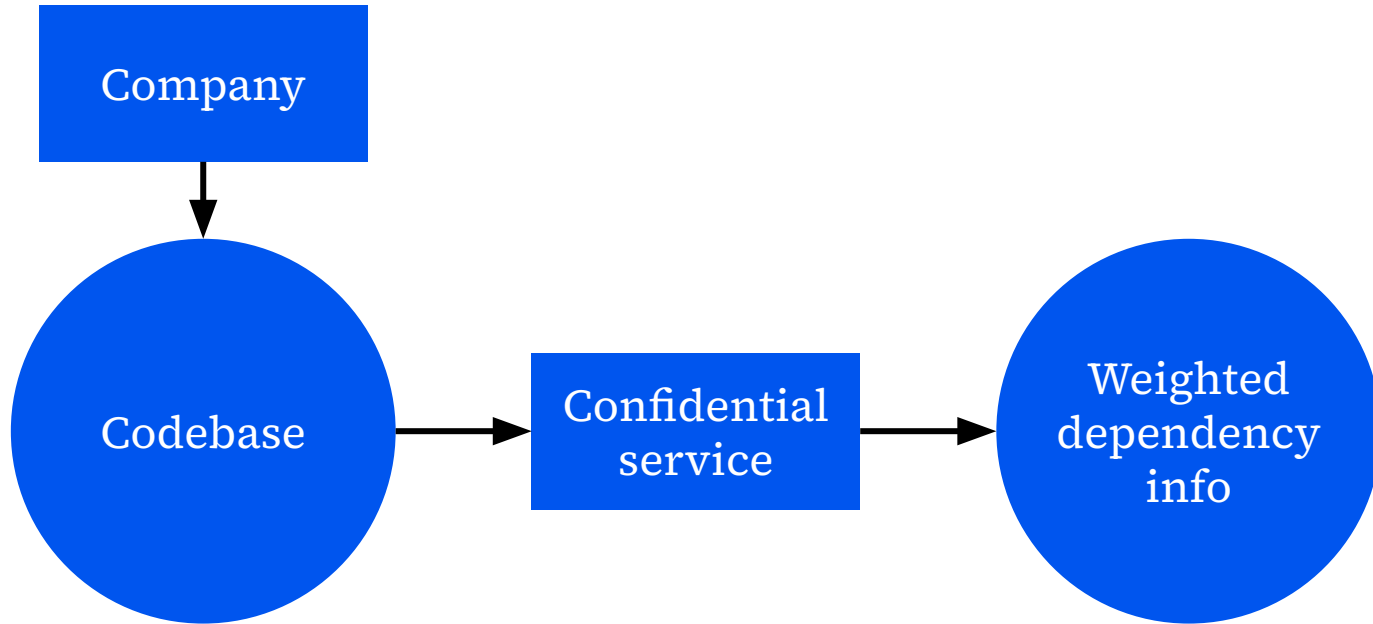 Company
Codebase
Confidential
service
Weighted
dependency
info